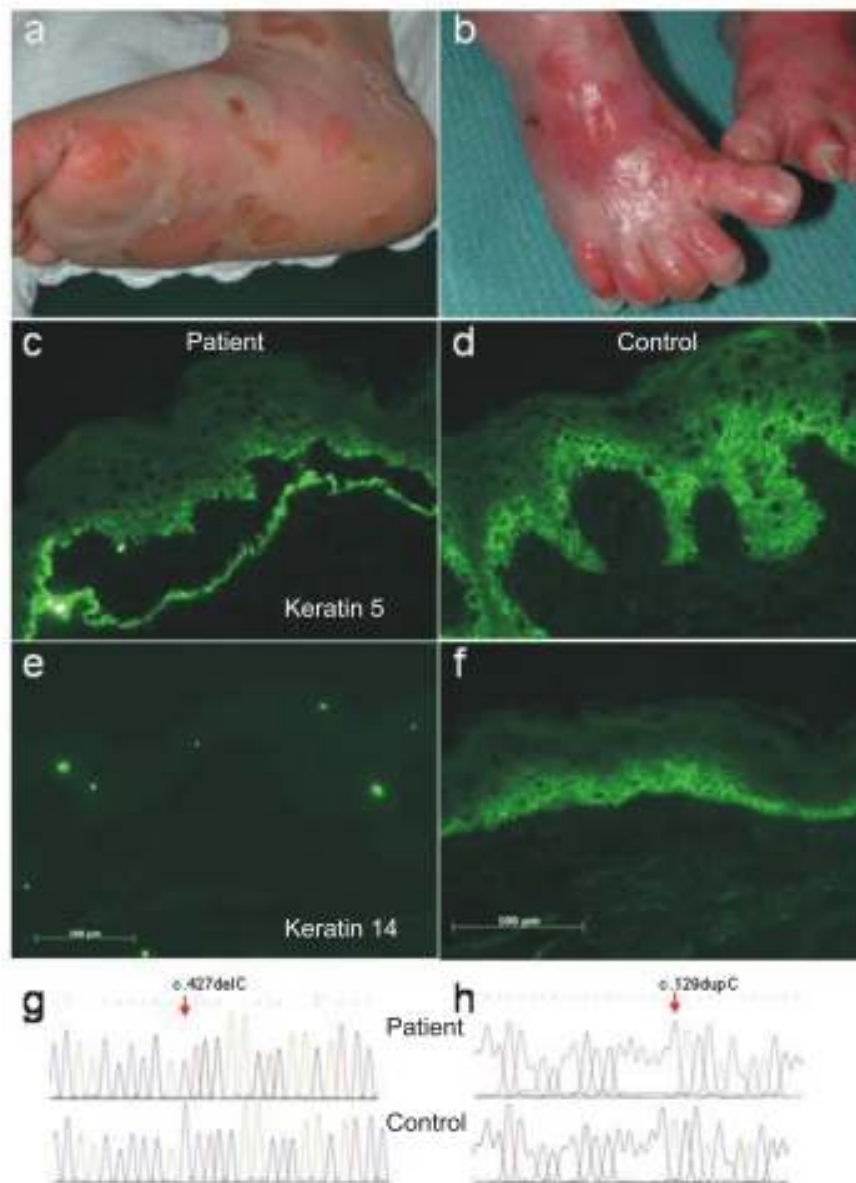 a
b
c Patient
d Control
Keratin 5
e
f
Keratin 14
g c.427delC
h c.129dupC
Patient
Control